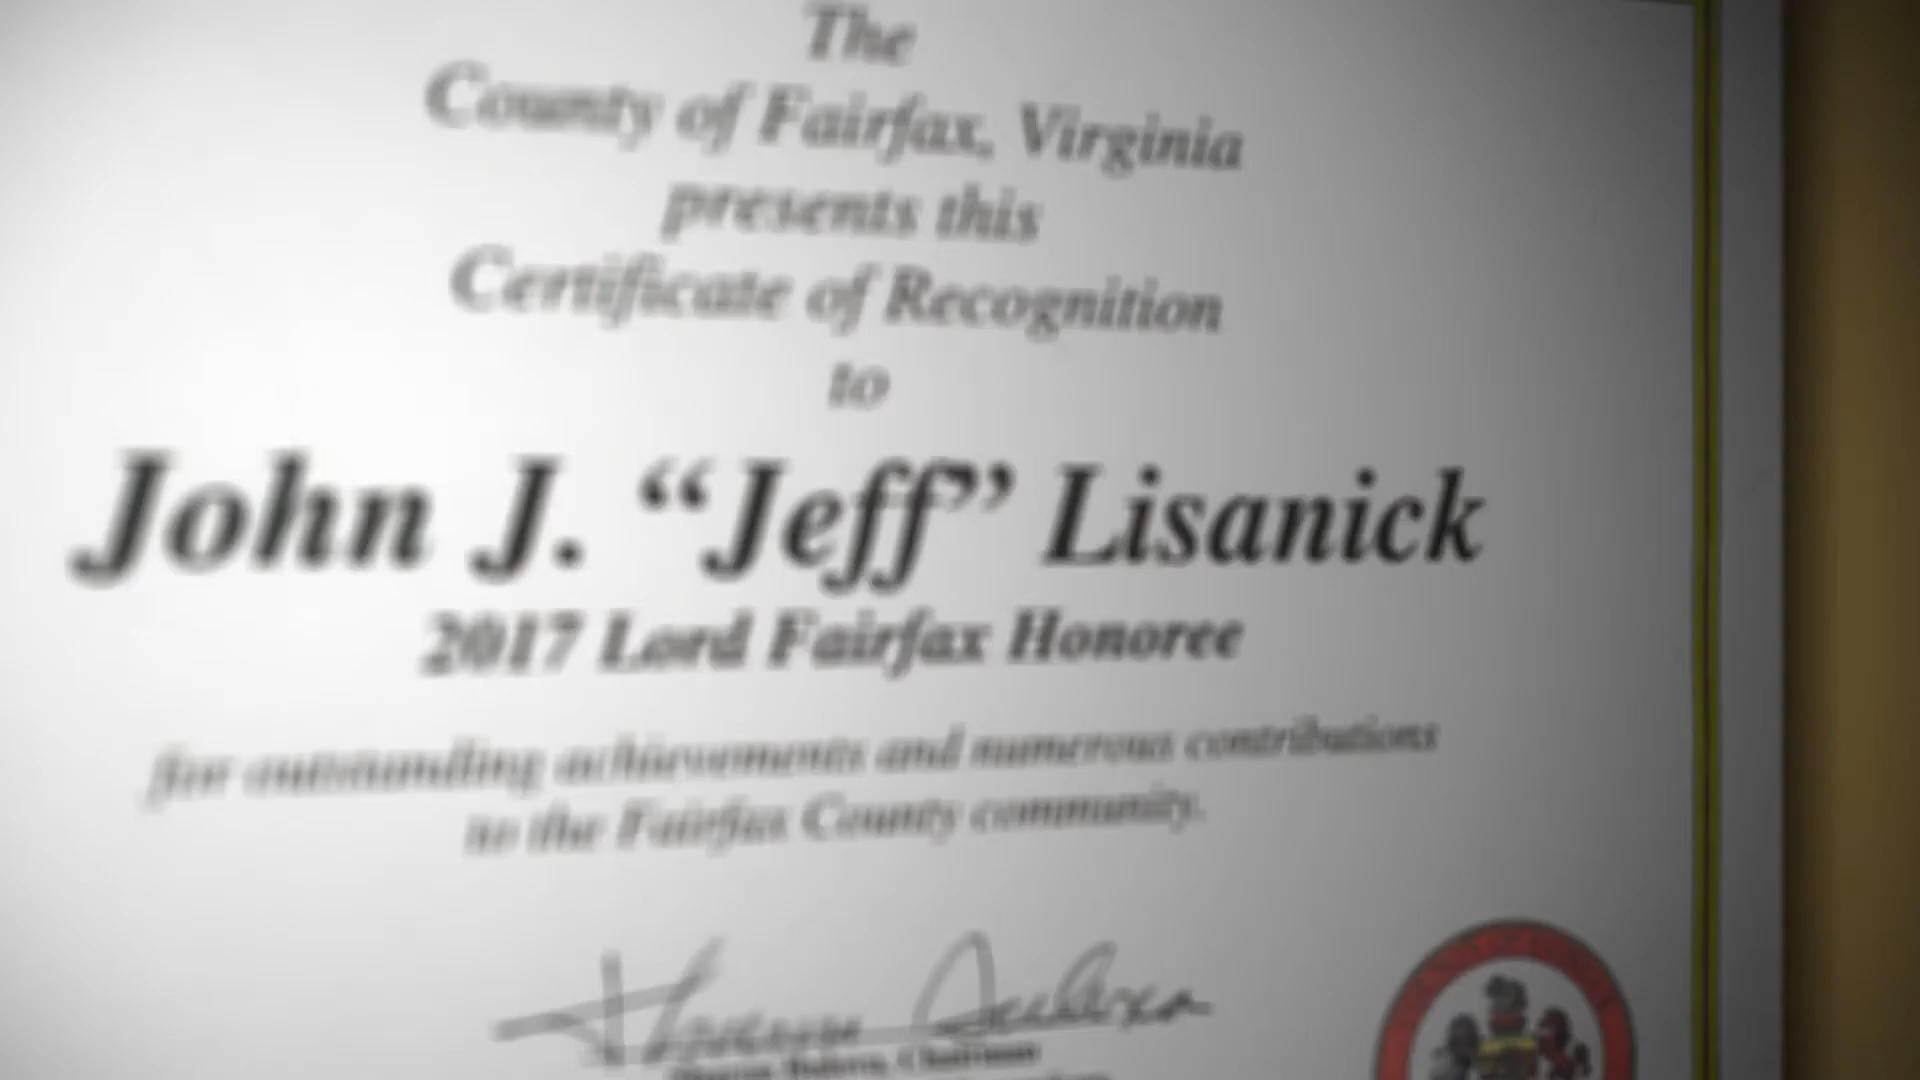 The
County of Fairfax, Virginia
presents this
Certificate of Recognition
to
John J. “Jeff” Lisanick
2017 Lord Fairfax Honoree
for outstanding achievements and numerous contributions
to the Fairfax County community.
Chairman